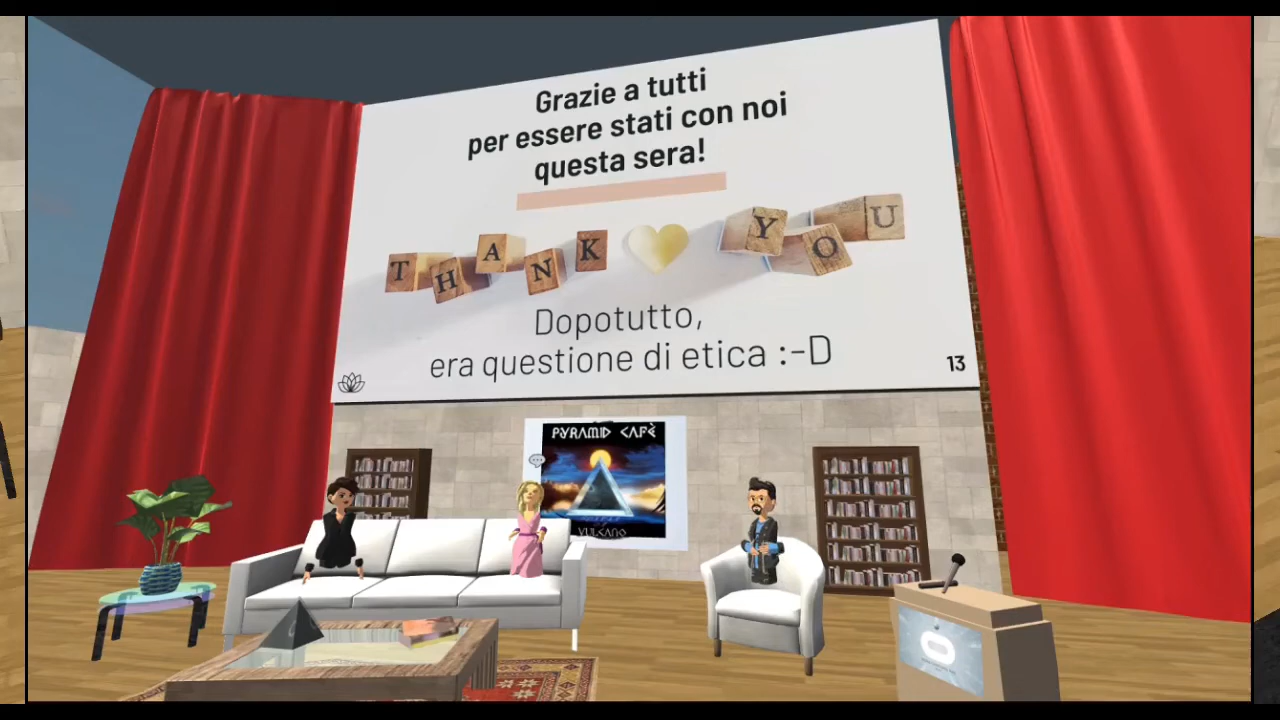 Grazie a tutti
per essere stati con noi
questa sera!
THANK YOU
Dopotutto,
era questione di etica :-D
13
PYRAMID CAFÈ
VULCANO